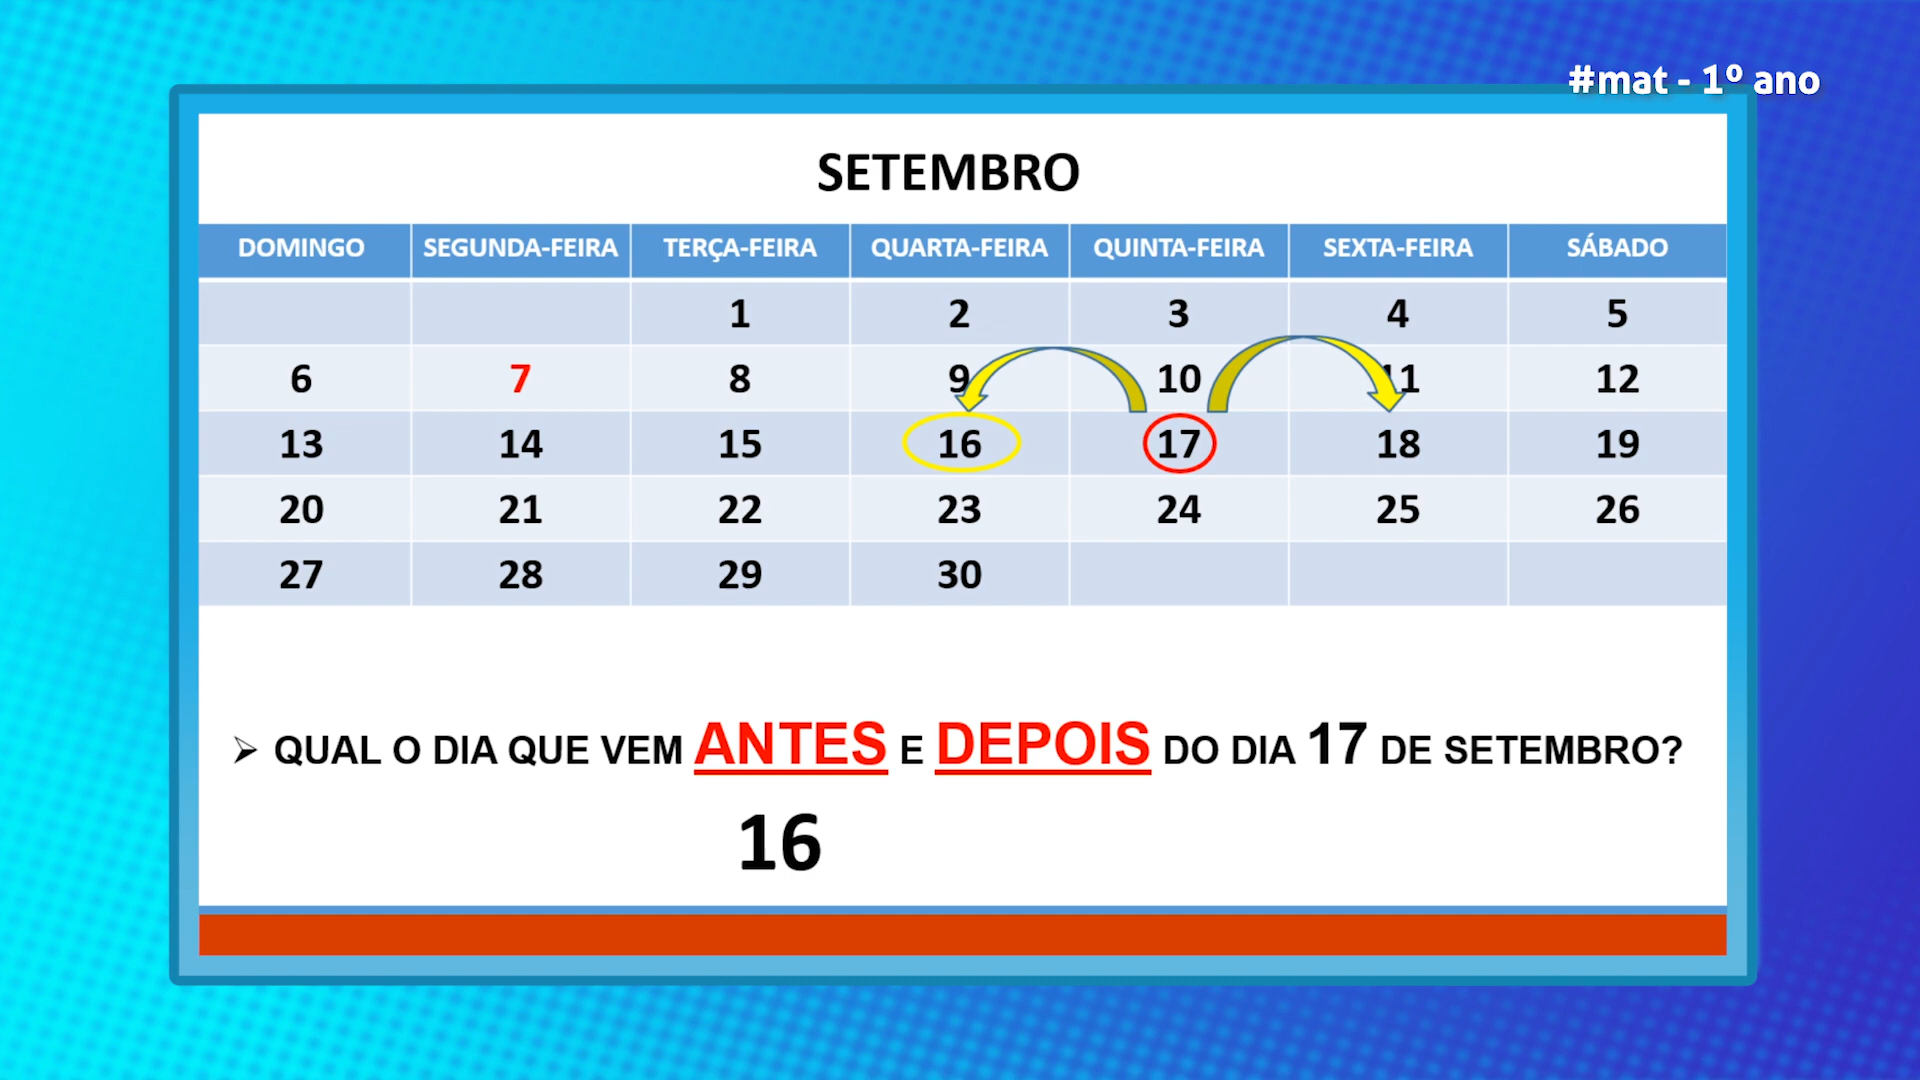 #mat - 1º ano
SETEMBRO
DOMINGO SEGUNDA-FEIRA TERÇA-FEIRA QUARTA-FEIRA QUINTA-FEIRA SEXTA-FEIRA SÁBADO
1 2 3 4 5
6 7 8 9 10 11 12
13 14 15 16 17 18 19
20 21 22 23 24 25 26
27 28 29 30
➢ QUAL O DIA QUE VEM ANTES E DEPOIS DO DIA 17 DE SETEMBRO?
16